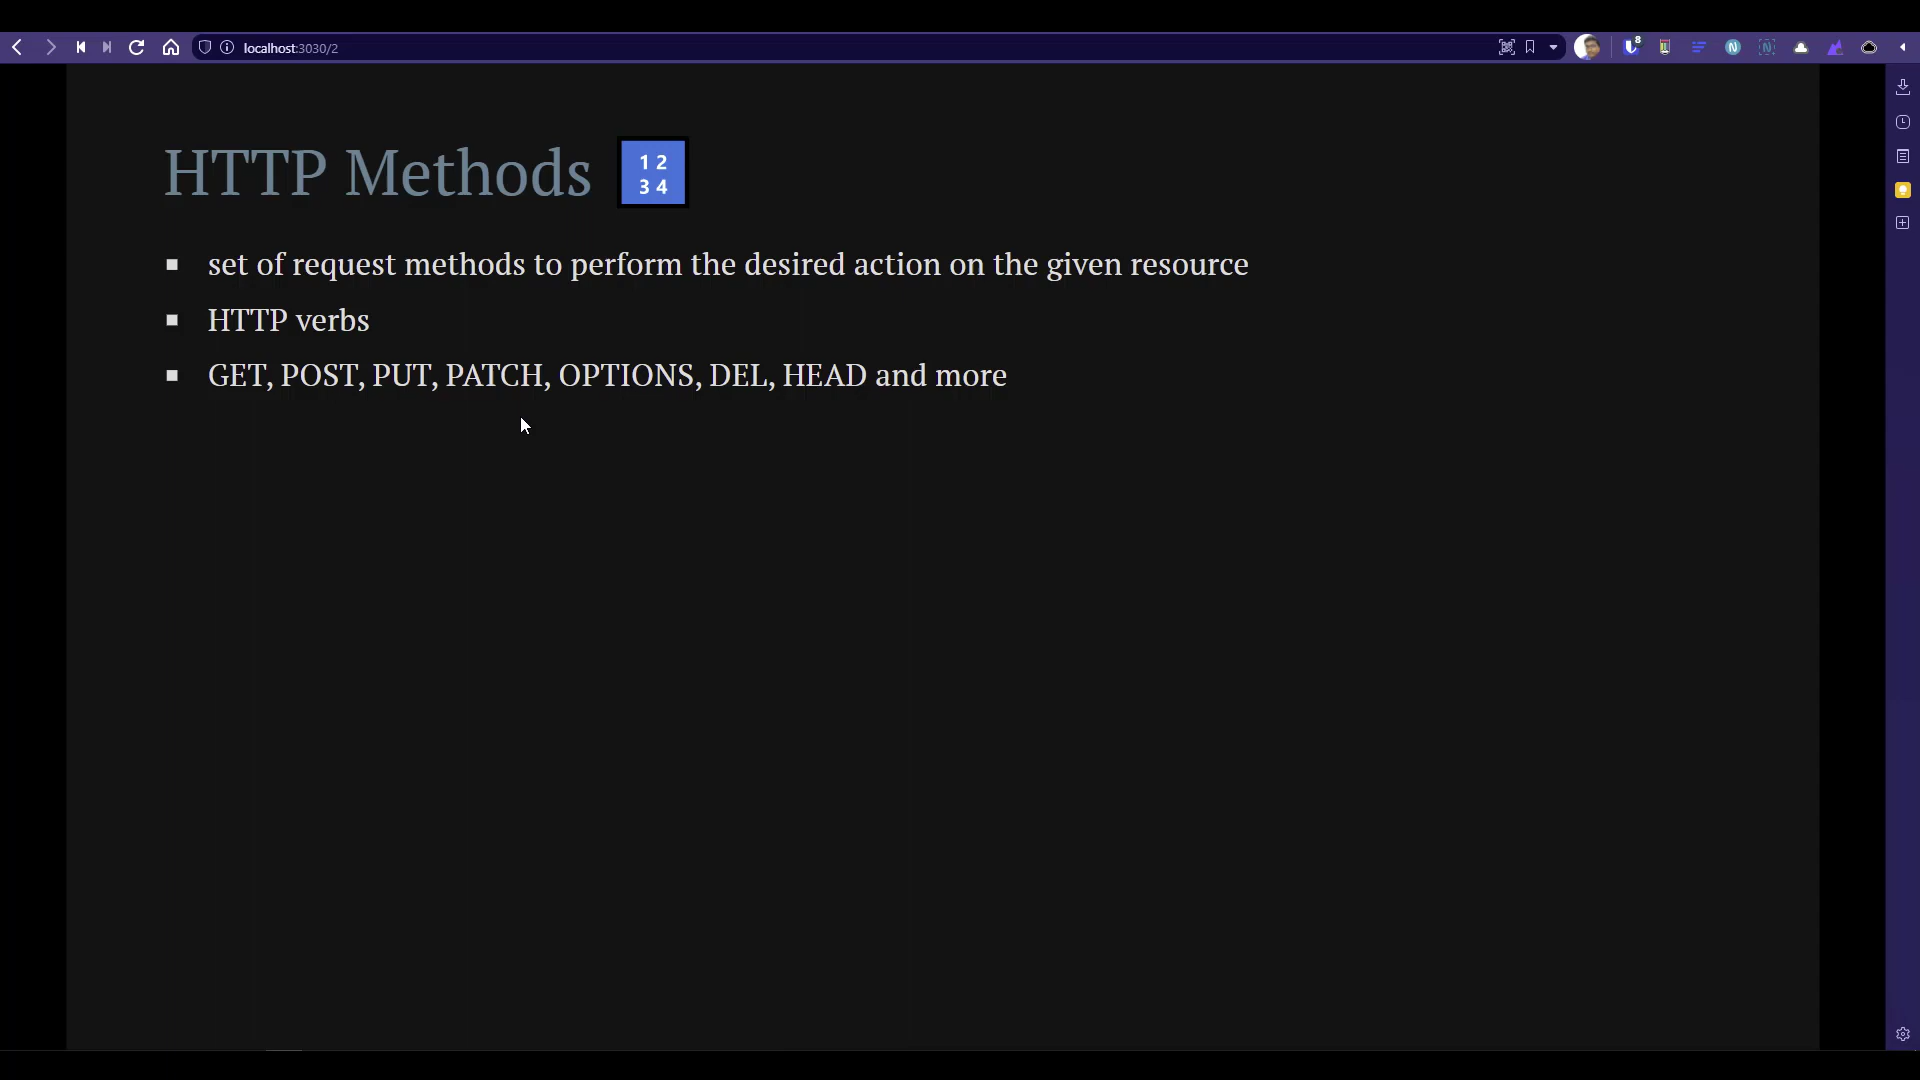 localhost:3030/2
8
HTTP Methods
1 2
3 4
set of request methods to perform the desired action on the given resource
HTTP verbs
GET, POST, PUT, PATCH, OPTIONS, DEL, HEAD and more